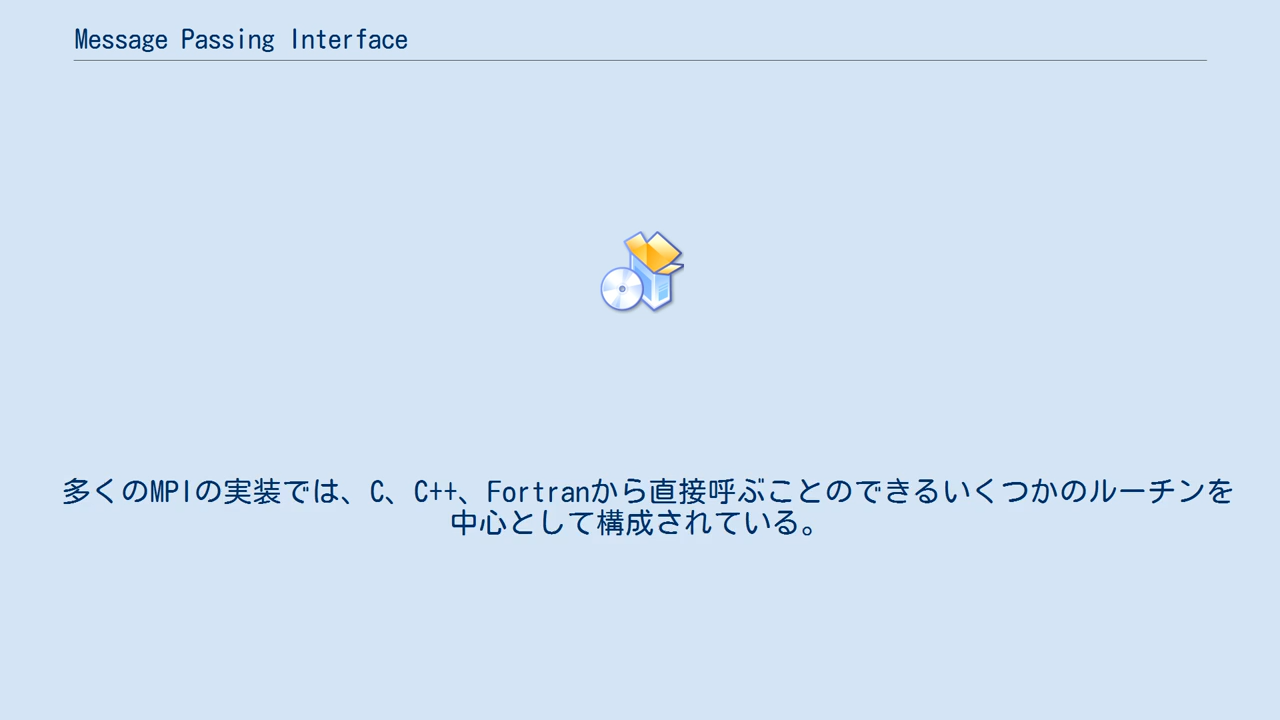 Message Passing Interface
多くのMPIの実装では、C、C++、Fortranから直接呼ぶことのできるいくつかのルーチンを
中心として構成されている。